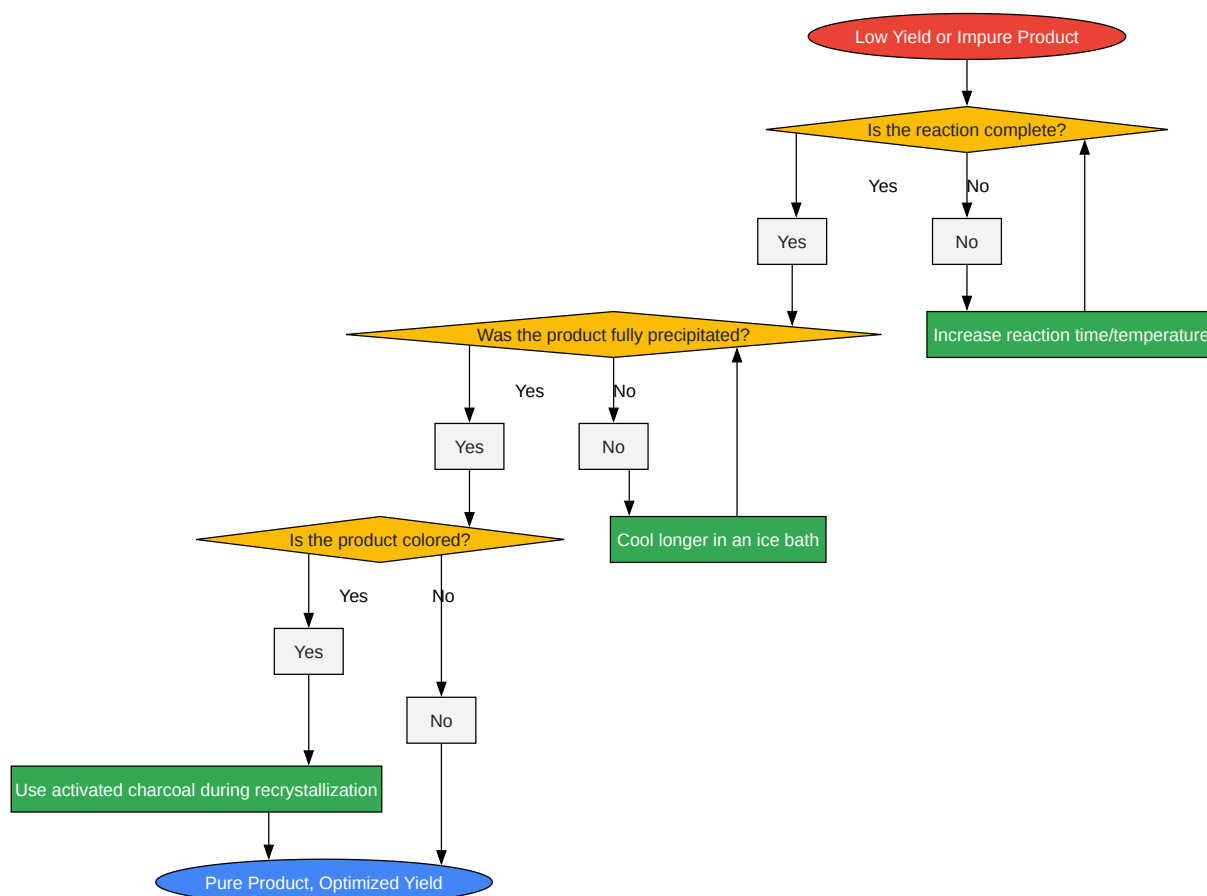 Low Yield or Impure Product
Is the reaction complete?
Yes
No
Yes
No
Increase reaction time/temperature
Was the product fully precipitated?
Yes
No
Yes
No
Cool longer in an ice bath
Is the product colored?
Yes
No
Yes
No
Use activated charcoal during recrystallization
Pure Product, Optimized Yield